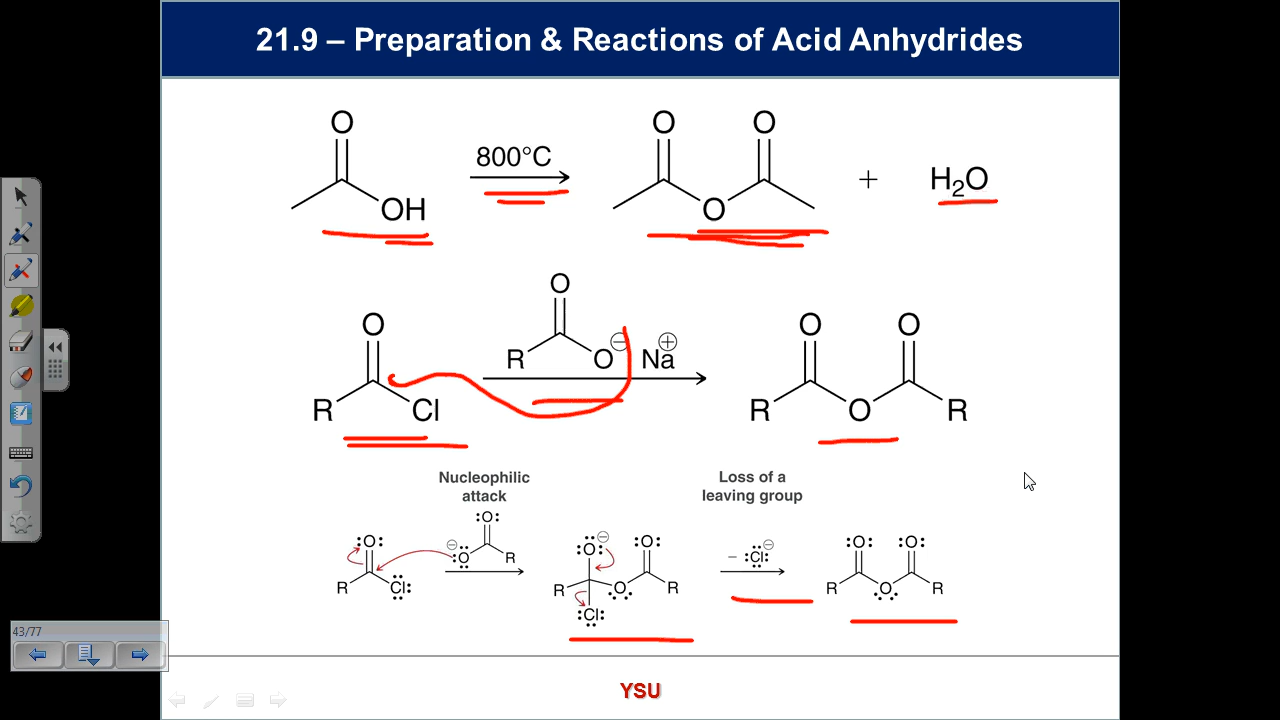 21.9 – Preparation & Reactions of Acid Anhydrides
O
OH
800°C
O O
O
+
H₂O
O
R Cl
O
R O ⊖ Na ⊕
O O
R O R
Nucleophilic
attack
Loss of a
leaving group
:O:
R Cl
:O:
⊖ O R
:O: ⊖
R O
Cl
:O:
R
– :Cl: ⊖
:O: :O:
R O R
43/77
YSU